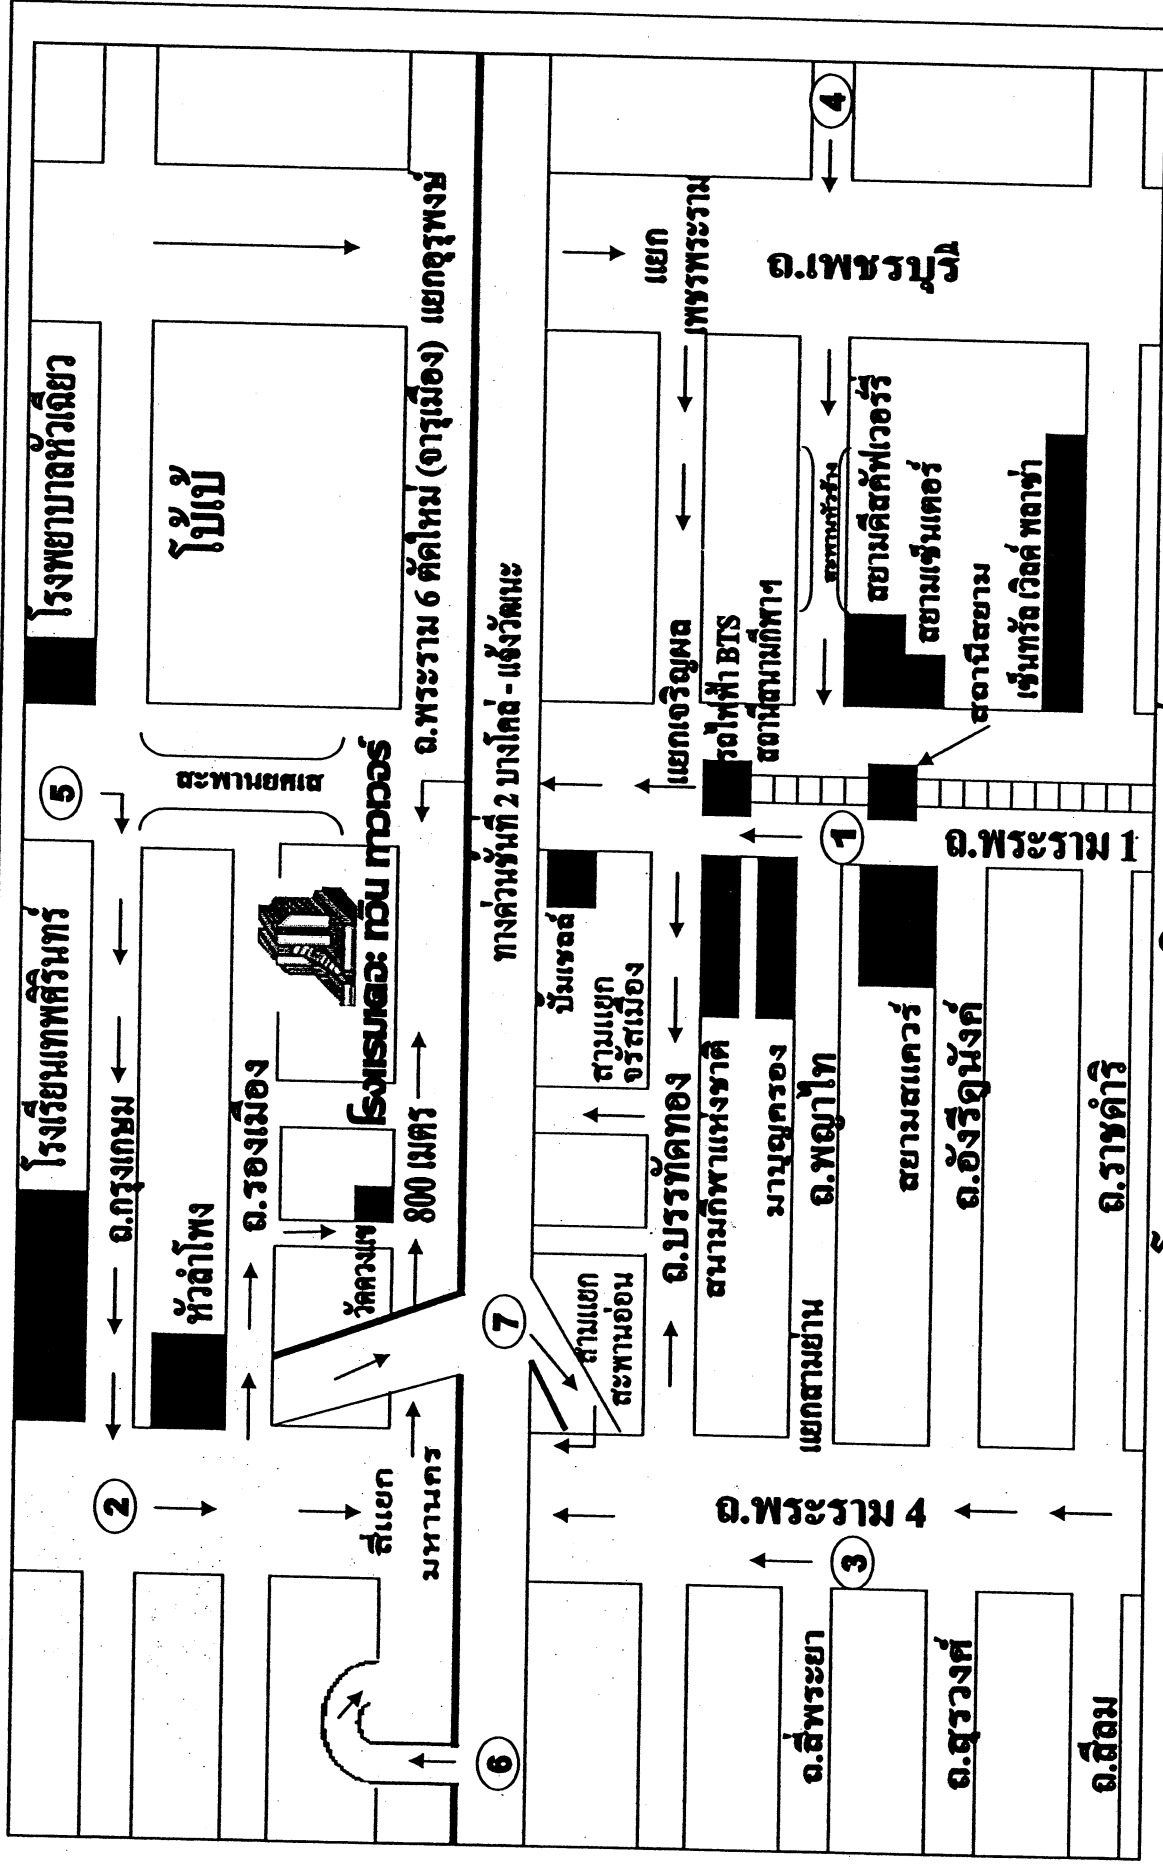 โรงพยาบาลหัวเฉียว
โบ๊เบ๊
ถ.พระราม 6 ตัดใหม่ (จารุเมือง)
แยกอุรุพงษ์
แยก
เพชรพระราม
ถ.เพชรบุรี
4
5
สะพานยศเส
ทางด่วนขั้นที่ 2 บางโคล่ - แจ้งวัฒนะ
แยกเจริญผล
รถไฟฟ้า BTS
สถานีสนามกีฬาฯ
สะพานหัวช้าง
สยามดิสคัฟเวอร์รี่
สยามเซ็นเตอร์
สถานีสยาม
เซ็นทรัล เวิลด์ พลาซ่า
1
ถ.พระราม 1
โรงเรียนเทพศิรินทร์
ถ.กรุงเกษม
ถ.รองเมือง
โรงแรมเดอะ ทวิน ทาวเวอร์
หัวลำโพง
วัดดวงแข
800 เมตร
ปั๊มเชลล์
สามแยก
จรัสเมือง
ถ.บรรทัดทอง
สนามกีฬาแห่งชาติ
มาบุญครอง
ถ.พญาไท
สยามสแควร์
ถ.อังรีดูนังต์
ถ.ราชดำริ
7
สามแยก
สะพานอ่อน
แยกสามย่าน
2
สี่แยก
มหานคร
ถ.พระราม 4
3
6
ถ.สี่พระยา
ถ.สุรวงศ์
ถ.สีลม